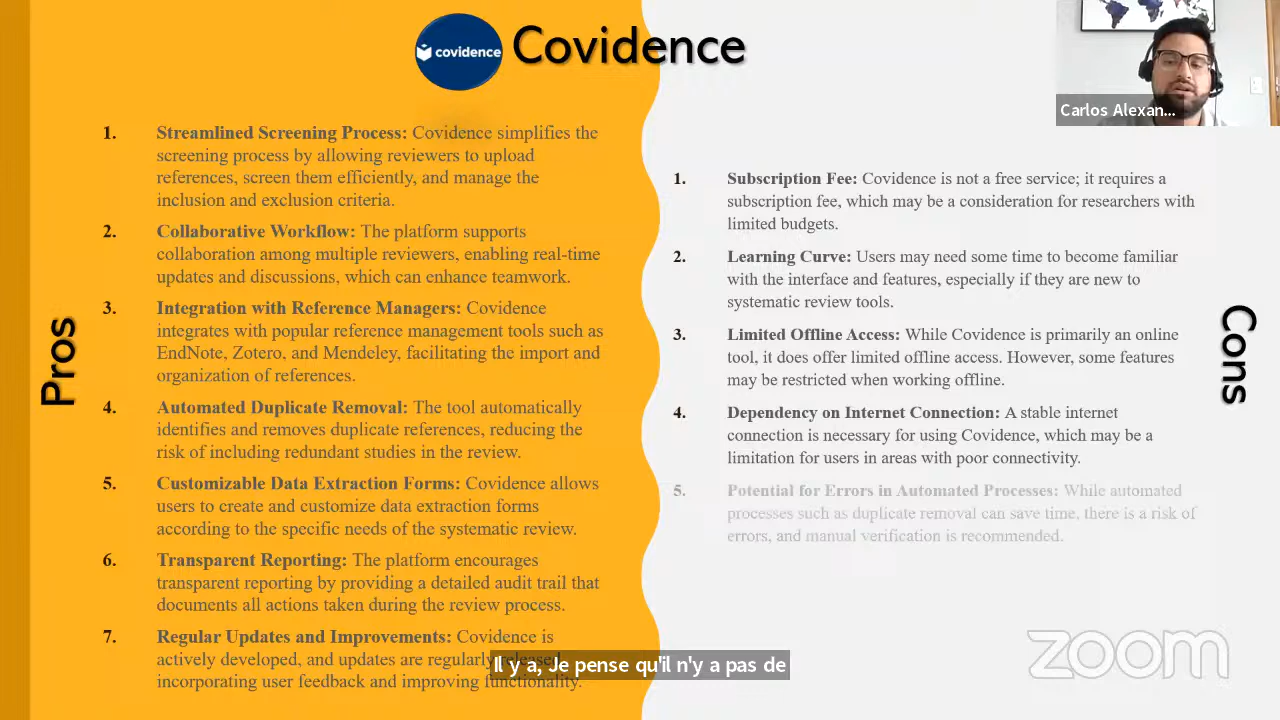 covidence
Covidence
Carlos Alexan...
Pros
1. Streamlined Screening Process: Covidence simplifies the
screening process by allowing reviewers to upload
references, screen them efficiently, and manage the
inclusion and exclusion criteria.
2. Collaborative Workflow: The platform supports
collaboration among multiple reviewers, enabling real-time
updates and discussions, which can enhance teamwork.
3. Integration with Reference Managers: Covidence
integrates with popular reference management tools such as
EndNote, Zotero, and Mendeley, facilitating the import and
organization of references.
4. Automated Duplicate Removal: The tool automatically
identifies and removes duplicate references, reducing the
risk of including redundant studies in the review.
5. Customizable Data Extraction Forms: Covidence allows
users to create and customize data extraction forms
according to the specific needs of the systematic review.
6. Transparent Reporting: The platform encourages
transparent reporting by providing a detailed audit trail that
documents all actions taken during the review process.
7. Regular Updates and Improvements: Covidence is
actively developed, and updates are regularly released,
incorporating user feedback and improving functionality.
Cons
1. Subscription Fee: Covidence is not a free service; it requires a
subscription fee, which may be a consideration for researchers with
limited budgets.
2. Learning Curve: Users may need some time to become familiar
with the interface and features, especially if they are new to
systematic review tools.
3. Limited Offline Access: While Covidence is primarily an online
tool, it does offer limited offline access. However, some features
may be restricted when working offline.
4. Dependency on Internet Connection: A stable internet
connection is necessary for using Covidence, which may be a
limitation for users in areas with poor connectivity.
5. Potential for Errors in Automated Processes: While automated
processes such as duplicate removal can save time, there is a risk of
errors, and manual verification is recommended.
Il y a, Je pense qu'il n'y a pas de
zoom